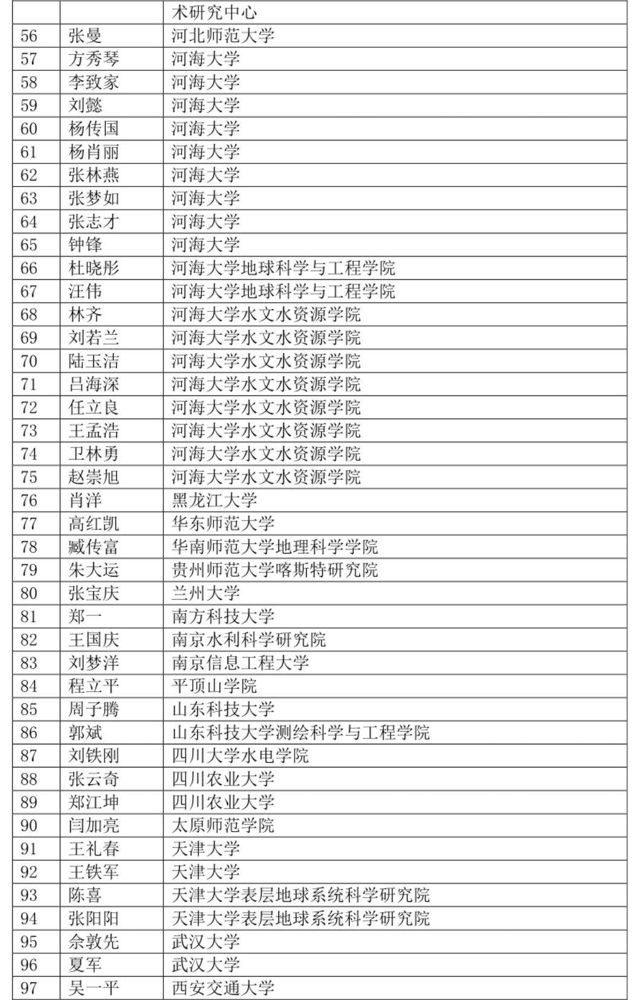 术研究中心
56 张曼 河北师范大学
57 方秀琴 河海大学
58 李致家 河海大学
59 刘懿 河海大学
60 杨传国 河海大学
61 杨肖丽 河海大学
62 张林燕 河海大学
63 张梦如 河海大学
64 张志才 河海大学
65 钟锋 河海大学
66 杜晓彤 河海大学地球科学与工程学院
67 汪伟 河海大学地球科学与工程学院
68 林齐 河海大学水文水资源学院
69 刘若兰 河海大学水文水资源学院
70 陆玉洁 河海大学水文水资源学院
71 吕海深 河海大学水文水资源学院
72 任立良 河海大学水文水资源学院
73 王孟浩 河海大学水文水资源学院
74 卫林勇 河海大学水文水资源学院
75 赵崇旭 河海大学水文水资源学院
76 肖洋 黑龙江大学
77 高红凯 华东师范大学
78 臧传富 华南师范大学地理科学学院
79 朱大运 贵州师范大学喀斯特研究院
80 张宝庆 兰州大学
81 郑一 南方科技大学
82 王国庆 南京水利科学研究院
83 刘梦洋 南京信息工程大学
84 程立平 平顶山学院
85 周子腾 山东科技大学
86 郭斌 山东科技大学测绘科学与工程学院
87 刘铁刚 四川大学水电学院
88 张云奇 四川农业大学
89 郑江坤 四川农业大学
90 闫加亮 太原师范学院
91 王礼春 天津大学
92 王铁军 天津大学
93 陈喜 天津大学表层地球系统科学研究院
94 张阳阳 天津大学表层地球系统科学研究院
95 佘敦先 武汉大学
96 夏军 武汉大学
97 吴一平 西安交通大学